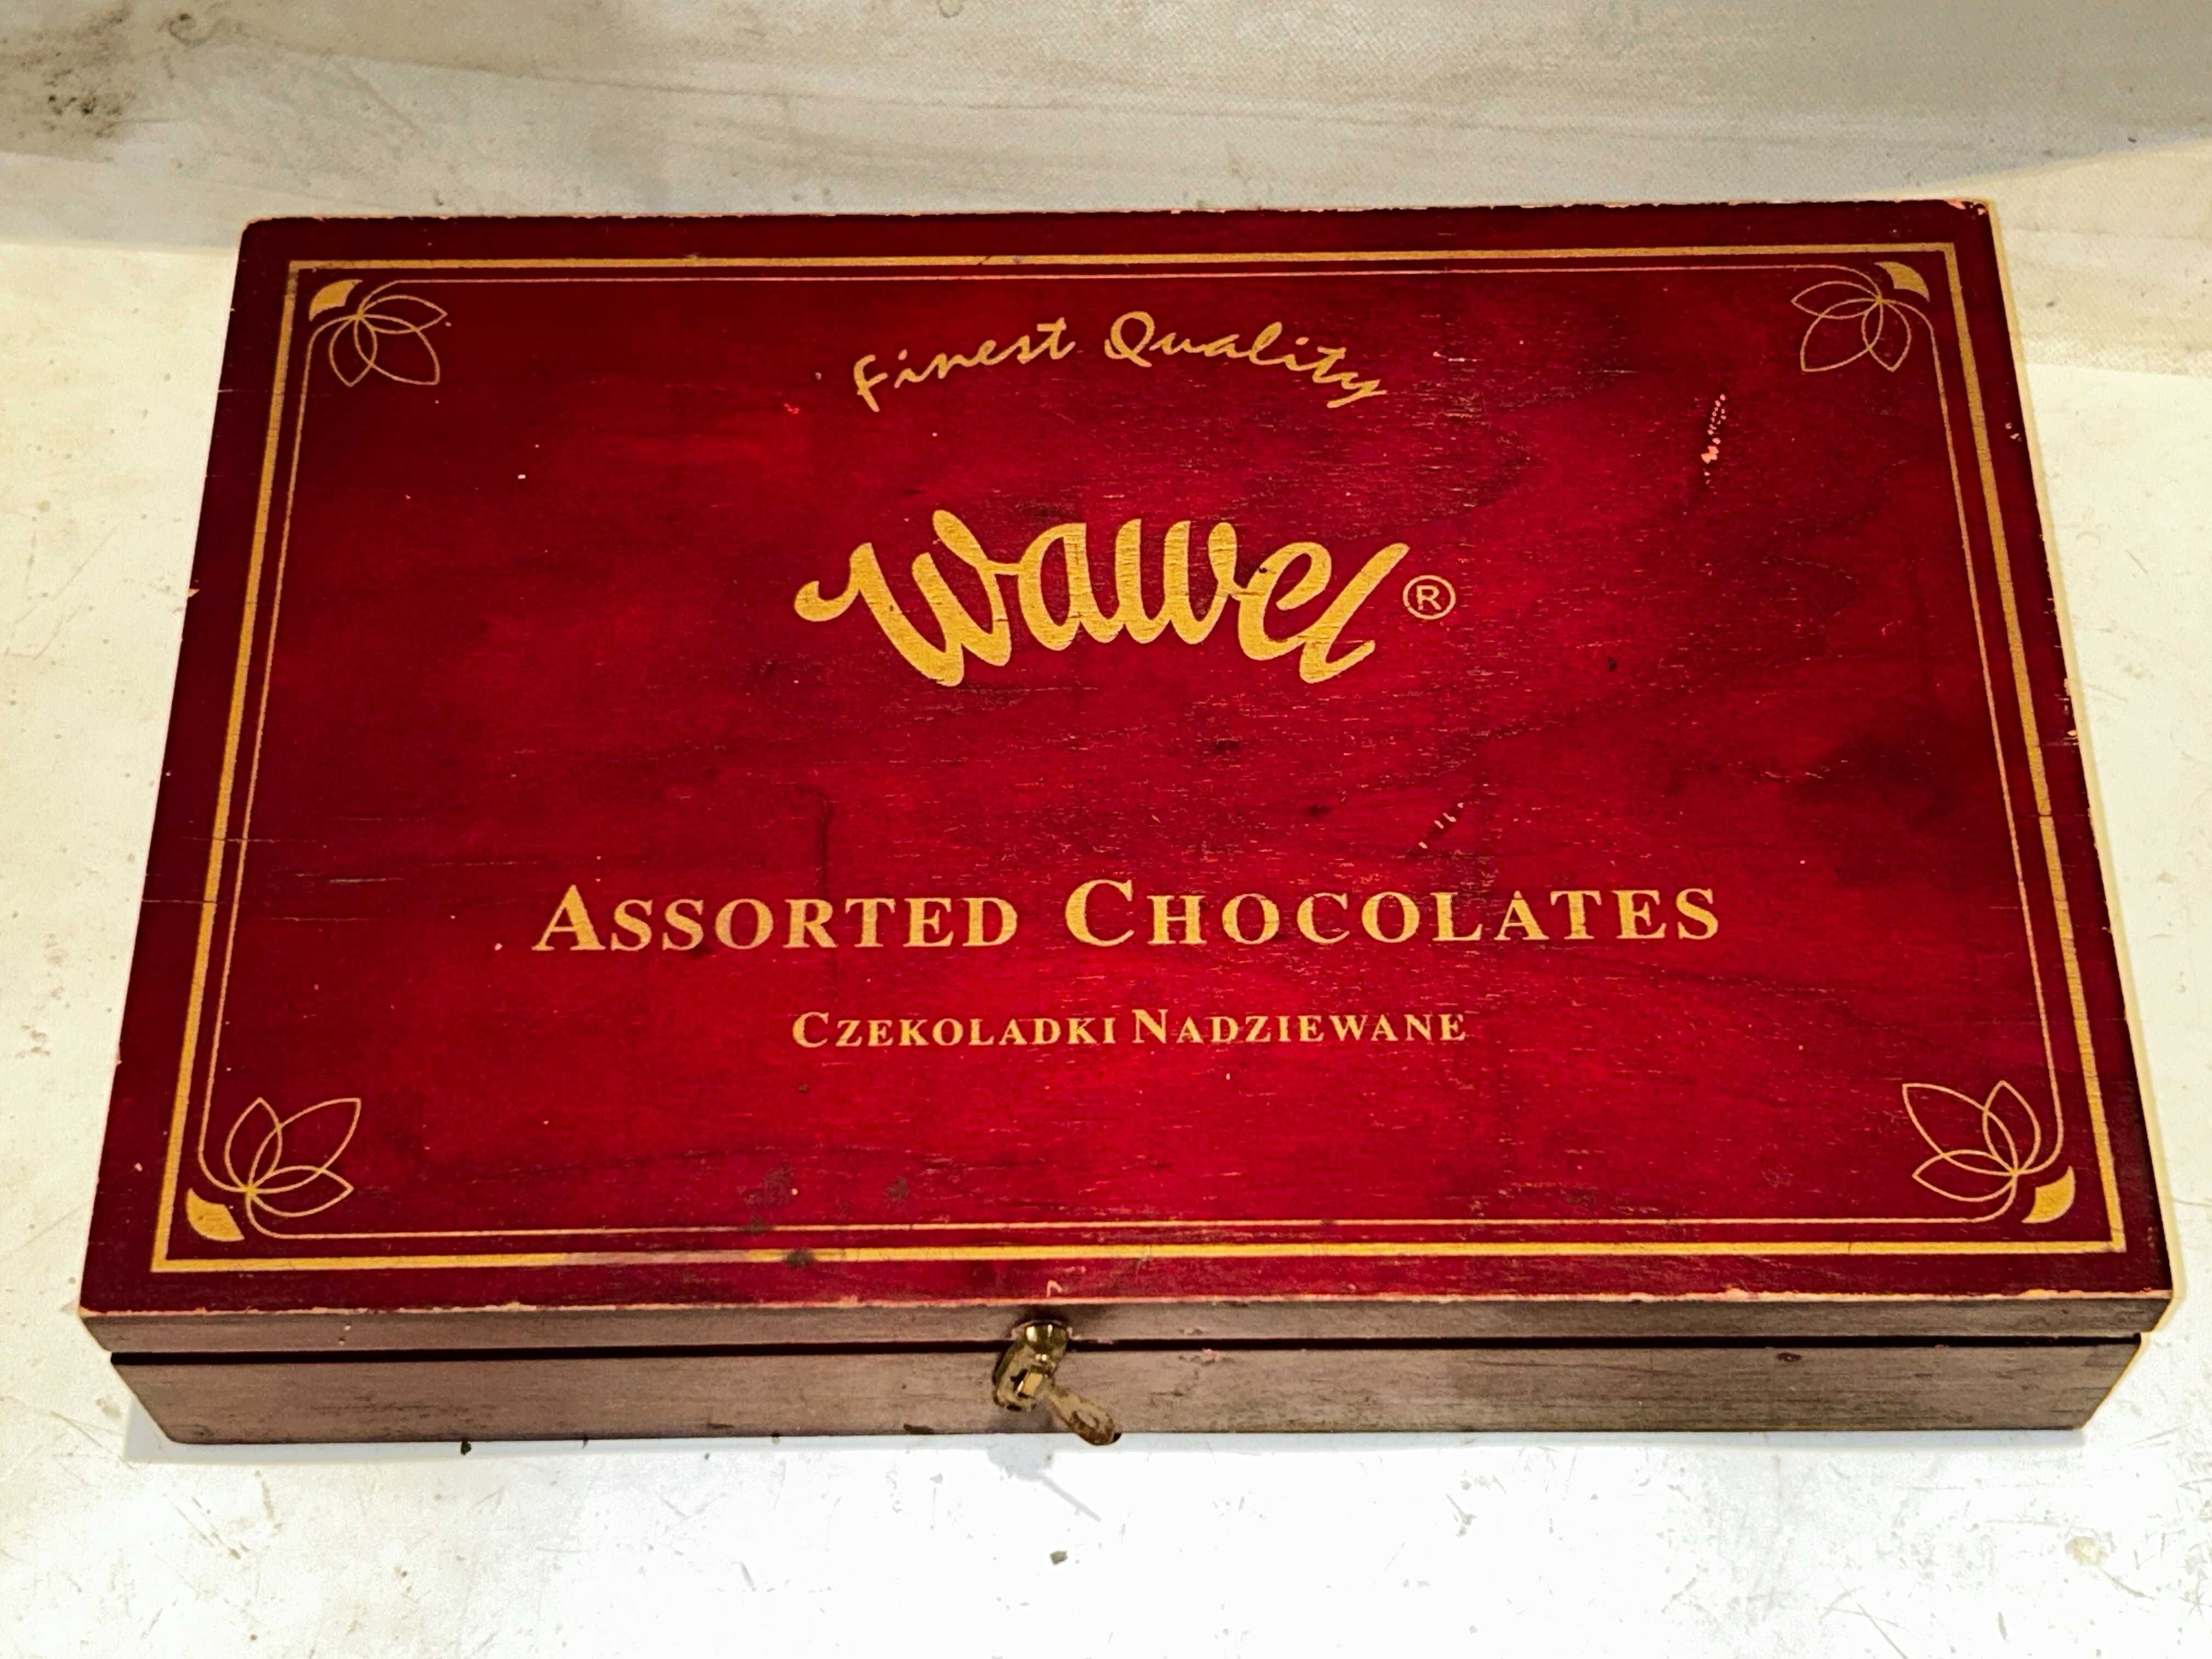 Finest Quality
Wawel®
ASSORTED CHOCOLATES
CZEKOLADKI NADZIEWANE